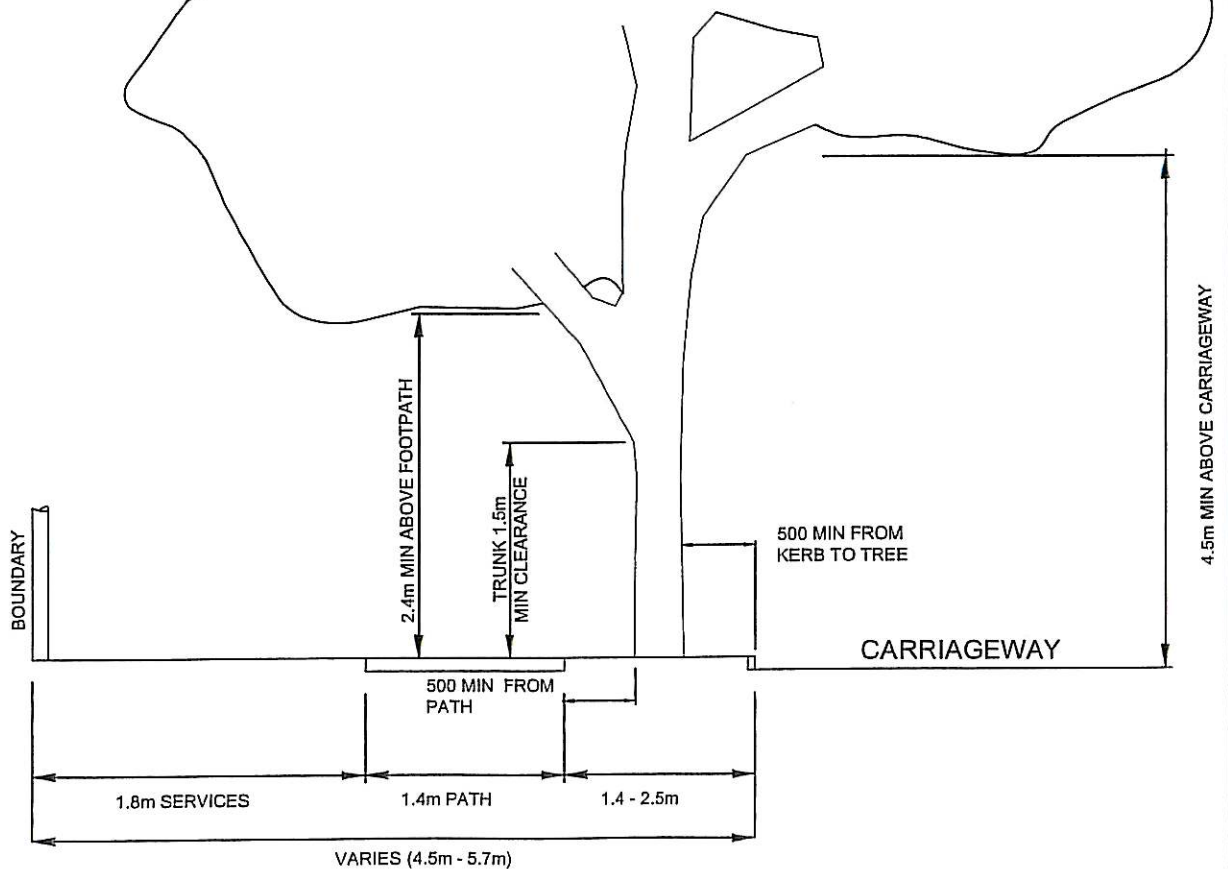 BOUNDARY
2.4m MIN ABOVE FOOTPATH
TRUNK 1.5m
MIN CLEARANCE
500 MIN FROM
KERB TO TREE
4.5m MIN ABOVE CARRIAGEWAY
CARRIAGEWAY
500 MIN FROM
PATH
1.8m SERVICES
1.4m PATH
1.4 - 2.5m
VARIES (4.5m - 5.7m)